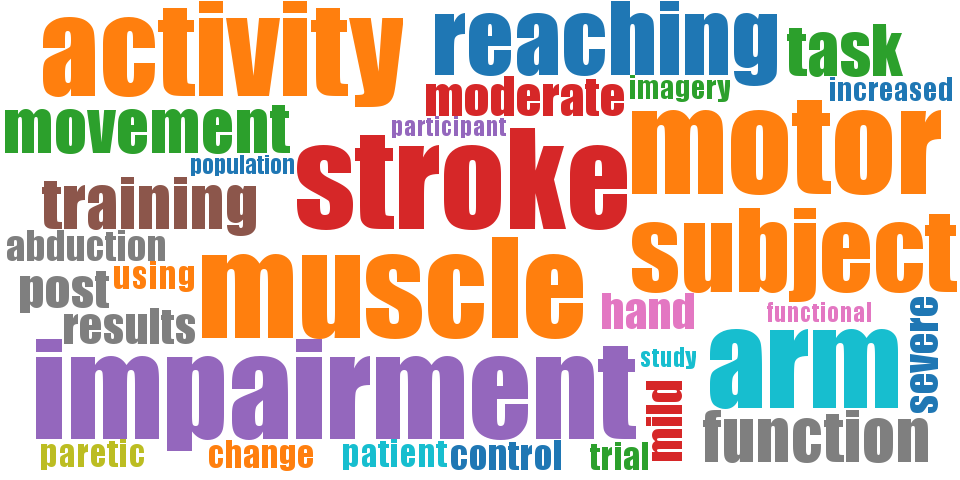 activity
reaching
task
moderate
imagery
increased
movement
participant
motor
population
stroke
training
subject
abduction
post
using
muscle
results
hand
functional
severe
impairment
study
arm
mild
function
paretic
change
patient
control
trial